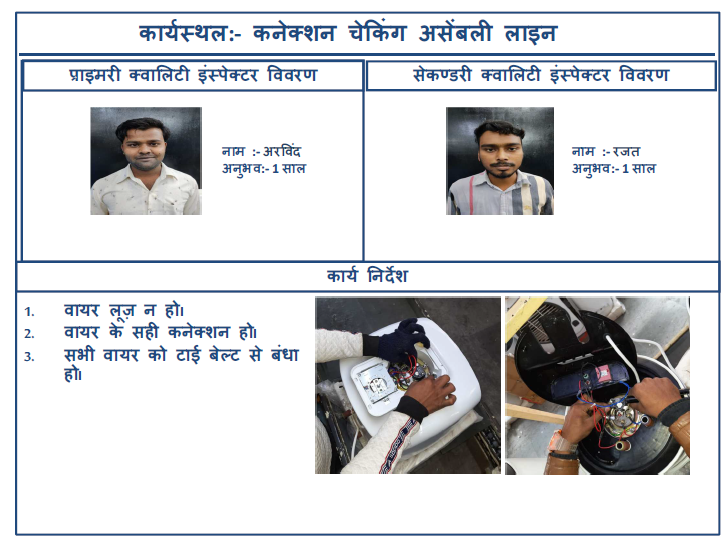 कार्यस्थल:- कनेक्शन चेकिंग असेंबली लाइन
प्राइमरी क्वालिटी इंस्पेक्टर विवरण
सेकण्डरी क्वालिटी इंस्पेक्टर विवरण
नाम :- अरविंद
अनुभव:- 1 साल
नाम :- रजत
अनुभव:- 1 साल
कार्य निर्देश
1. वायर लूज़ न हो।
2. वायर के सही कनेक्शन हो।
3. सभी वायर को टाई बेल्ट से बंधा
हो।